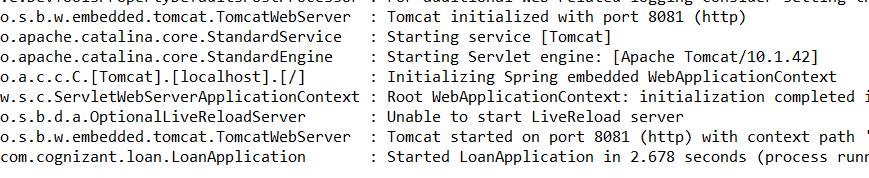 o.s.b.w.embedded.tomcat.TomcatWebServer : Tomcat initialized with port 8081 (http)
o.apache.catalina.core.StandardService : Starting service [Tomcat]
o.apache.catalina.core.StandardEngine : Starting Servlet engine: [Apache Tomcat/10.1.42]
o.a.c.c.C.[Tomcat].[localhost].[/] : Initializing Spring embedded WebApplicationContext
w.s.c.ServletWebServerApplicationContext : Root WebApplicationContext: initialization completed i
o.s.b.d.a.OptionalLiveReloadServer : Unable to start LiveReload server
o.s.b.w.embedded.tomcat.TomcatWebServer : Tomcat started on port 8081 (http) with context path '
com.cognizant.loan.LoanApplication : Started LoanApplication in 2.678 seconds (process runn